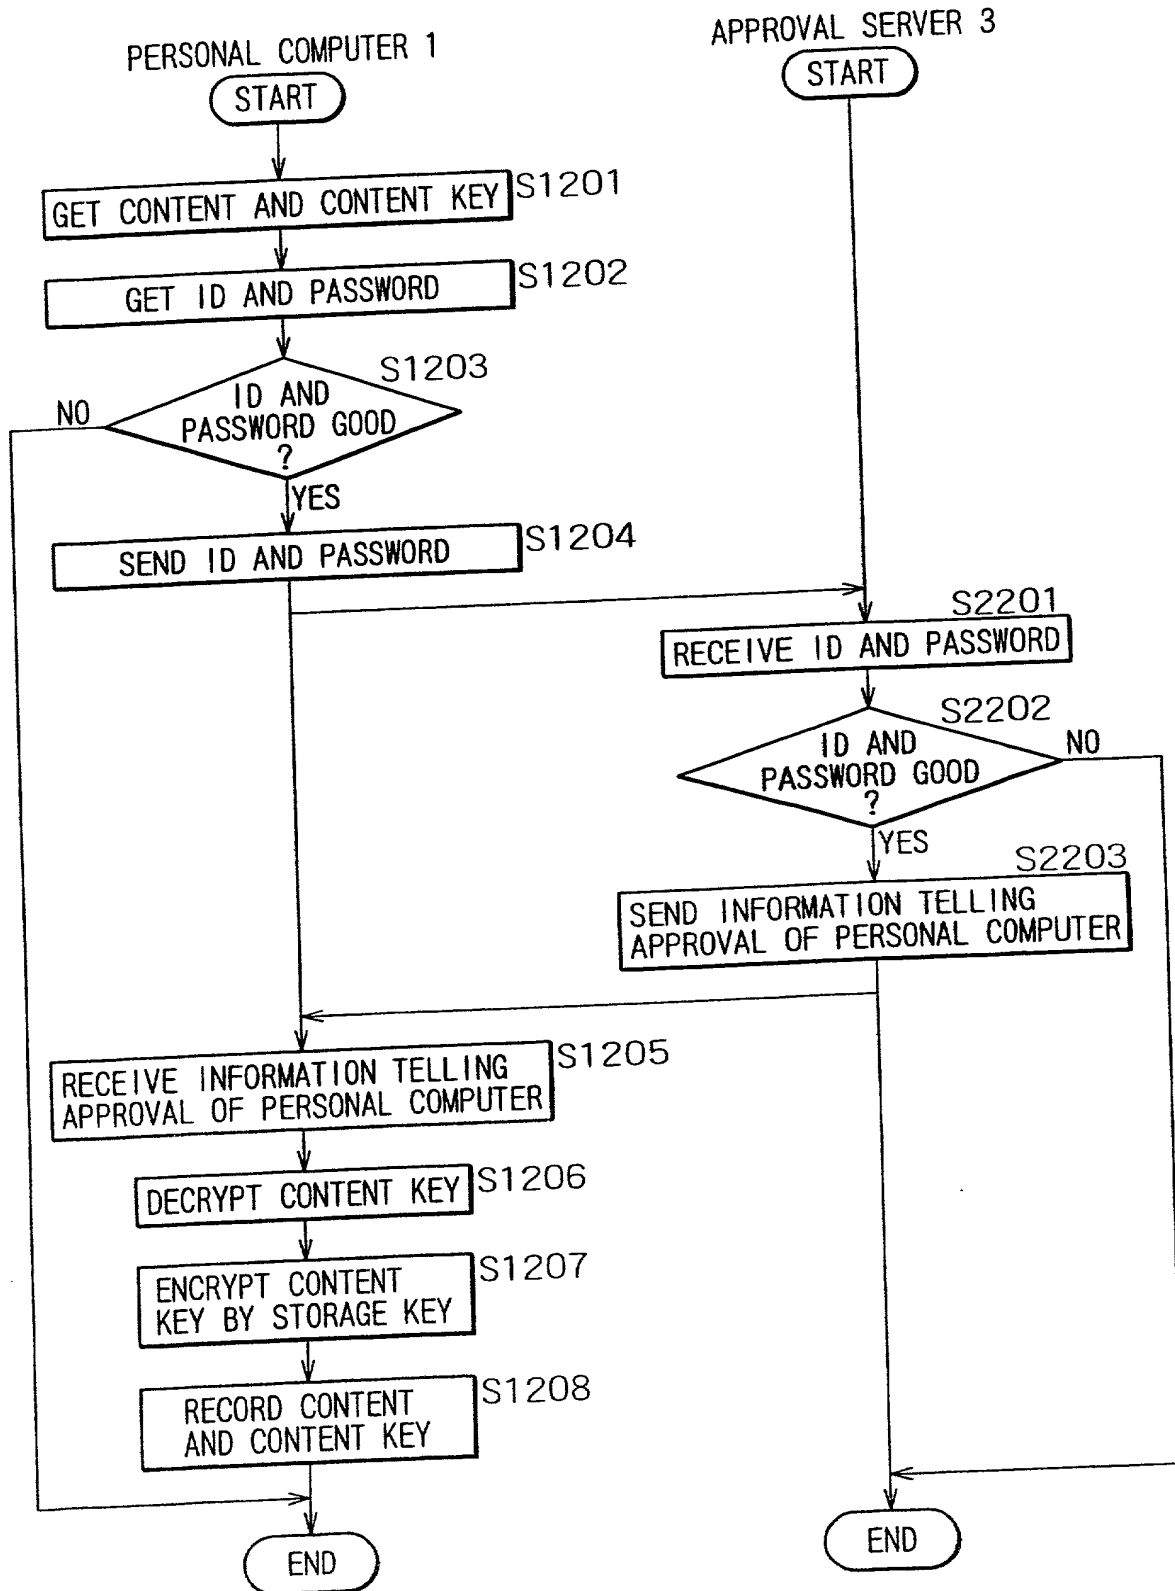 PERSONAL COMPUTER 1
START
GET CONTENT AND CONTENT KEY
S1201
GET ID AND PASSWORD
S1202
S1203
ID AND
PASSWORD GOOD
?
NO
YES
SEND ID AND PASSWORD
S1204
RECEIVE INFORMATION TELLING
APPROVAL OF PERSONAL COMPUTER
S1205
DECRYPT CONTENT KEY
S1206
ENCRYPT CONTENT
KEY BY STORAGE KEY
S1207
RECORD CONTENT
AND CONTENT KEY
S1208
END
APPROVAL SERVER 3
START
S2201
RECEIVE ID AND PASSWORD
S2202
ID AND
PASSWORD GOOD
?
NO
YES
S2203
SEND INFORMATION TELLING
APPROVAL OF PERSONAL COMPUTER
END